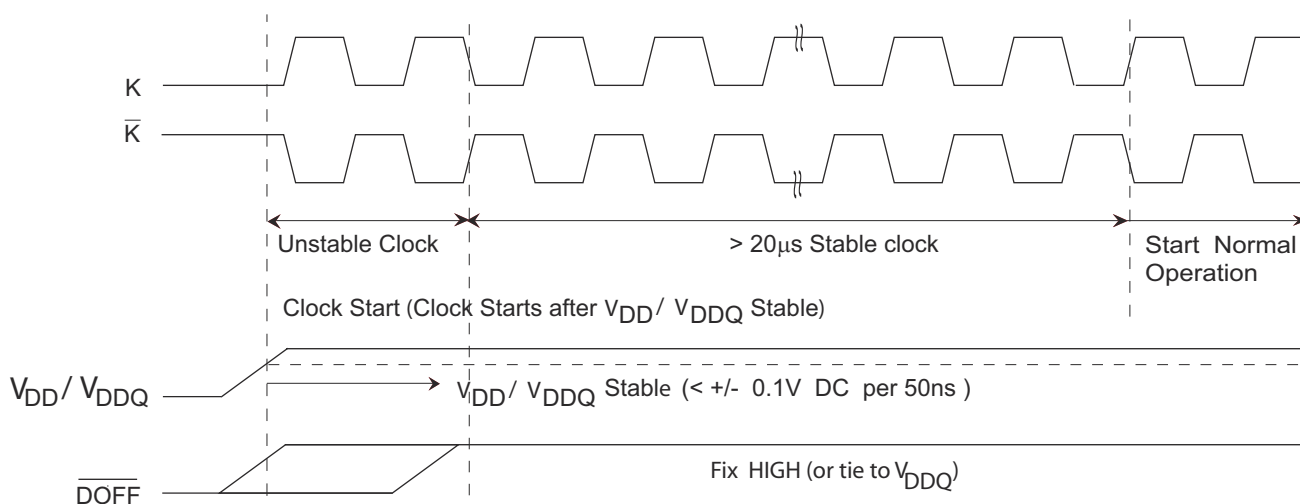 K
K̅
Unstable Clock
> 20μs Stable clock
Start Normal
Operation
Clock Start (Clock Starts after VDD/ VDDQ Stable)
VDD/ VDDQ
VDD/ VDDQ Stable (< +/- 0.1V DC per 50ns )
Fix HIGH (or tie to VDDQ)
D̅O̅F̅F̅